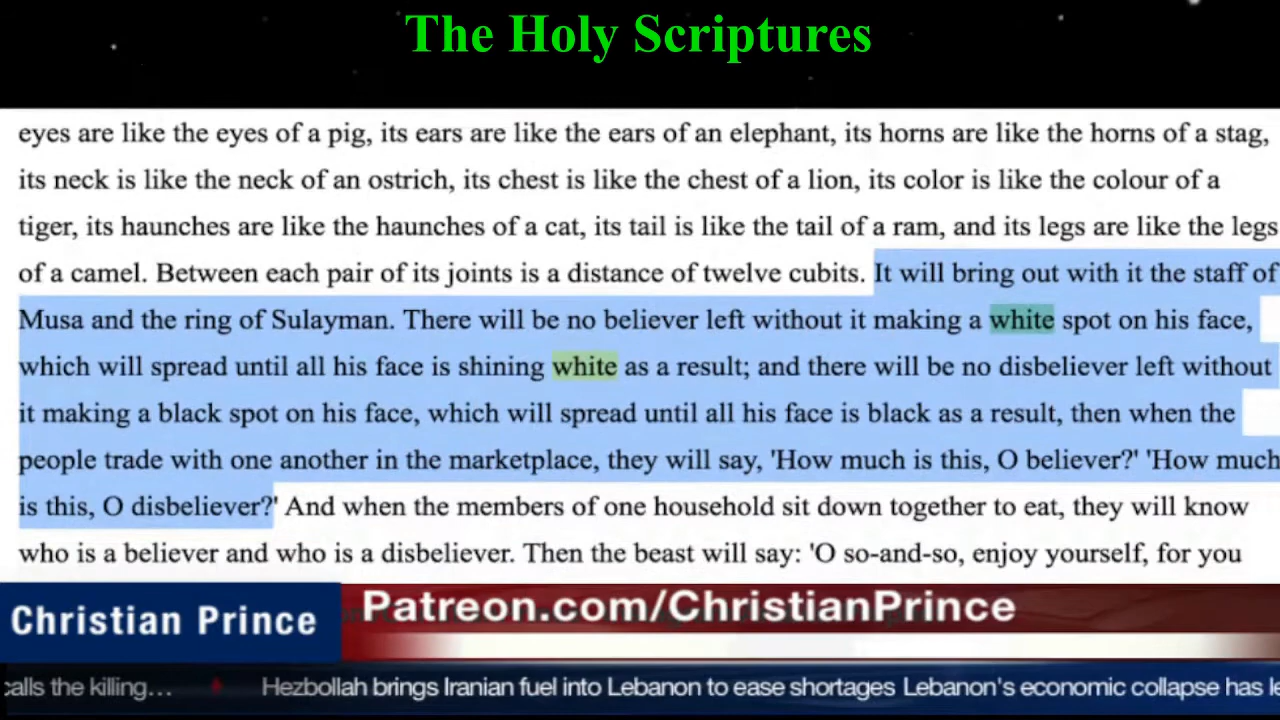 The Holy Scriptures
eyes are like the eyes of a pig, its ears are like the ears of an elephant, its horns are like the horns of a stag,
its neck is like the neck of an ostrich, its chest is like the chest of a lion, its color is like the colour of a
tiger, its haunches are like the haunches of a cat, its tail is like the tail of a ram, and its legs are like the legs
of a camel. Between each pair of its joints is a distance of twelve cubits. It will bring out with it the staff of
Musa and the ring of Sulayman. There will be no believer left without it making a white spot on his face,
which will spread until all his face is shining white as a result; and there will be no disbeliever left without
it making a black spot on his face, which will spread until all his face is black as a result, then when the
people trade with one another in the marketplace, they will say, 'How much is this, O believer?' 'How much
is this, O disbeliever?' And when the members of one household sit down together to eat, they will know
who is a believer and who is a disbeliever. Then the beast will say: 'O so-and-so, enjoy yourself, for you
Christian Prince
Patreon.com/ChristianPrince
calls the killing... Hezbollah brings Iranian fuel into Lebanon to ease shortages Lebanon's economic collapse has le